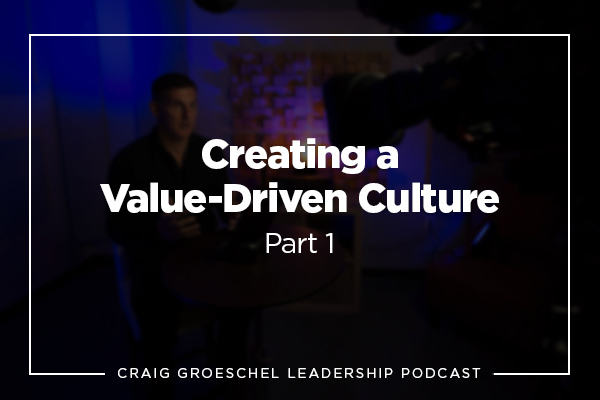 Creating a
Value-Driven Culture
Part 1
CRAIG GROESCHEL LEADERSHIP PODCAST